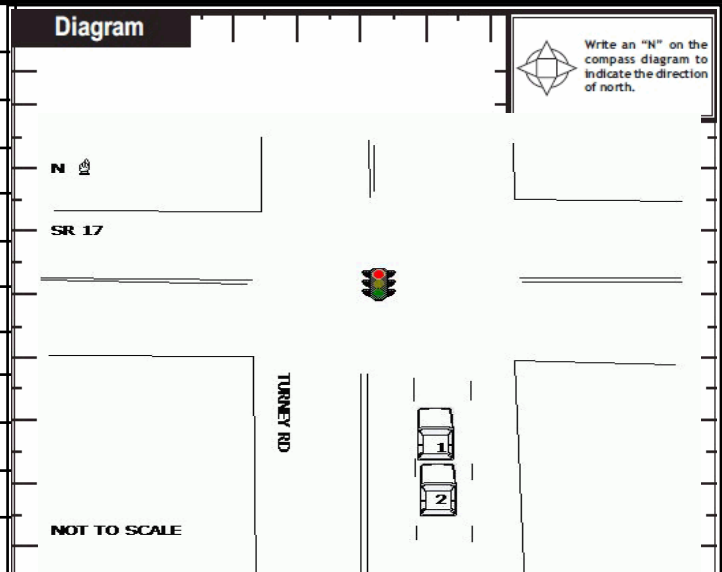 Diagram
Write an “N” on the
compass diagram to
indicate the direction
of north.
N
SR 17
TURNEY RD
1
2
NOT TO SCALE